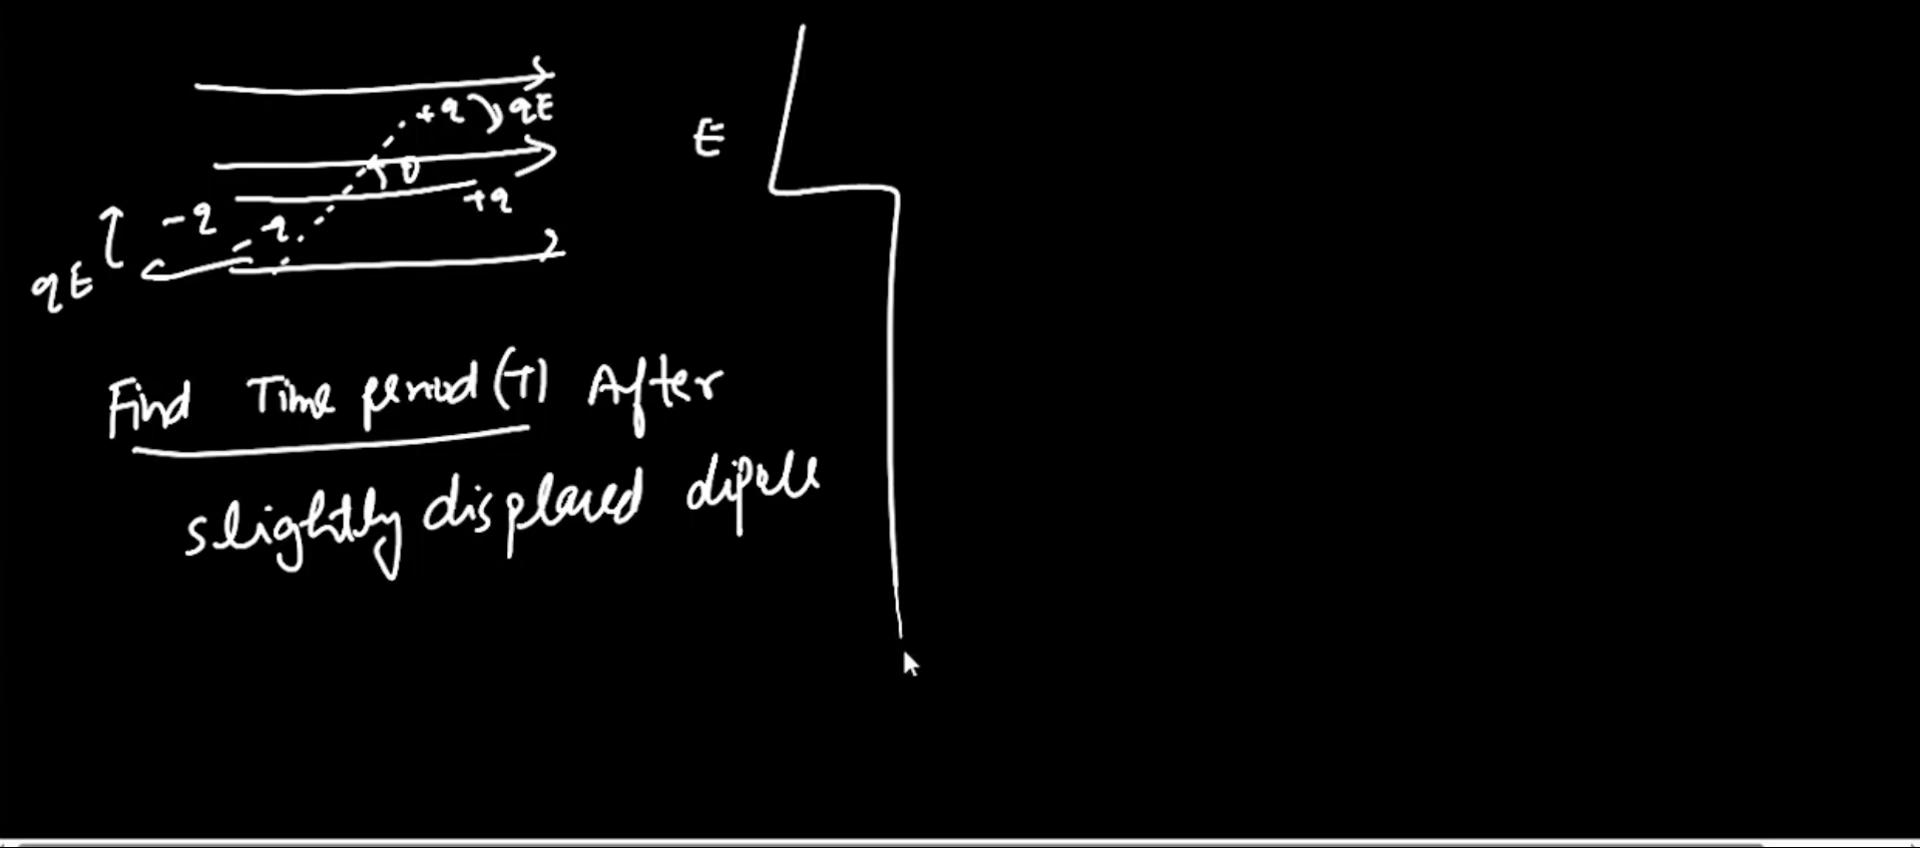 +q qE
E
θ
+q
-q -q
qE
Find Time period (T) After
slightly displaced dipole